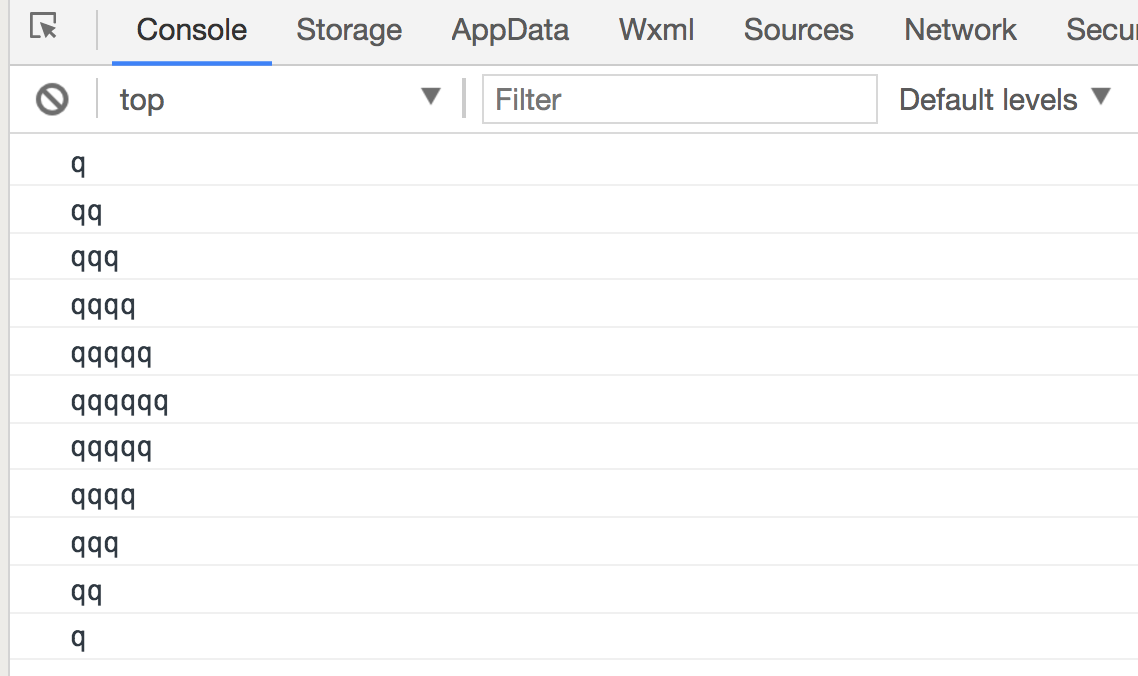 Console Storage AppData Wxml Sources Network Secur
top Filter Default levels
q
qq
qqq
qqqq
qqqqq
qqqqqq
qqqqq
qqqq
qqq
qq
q